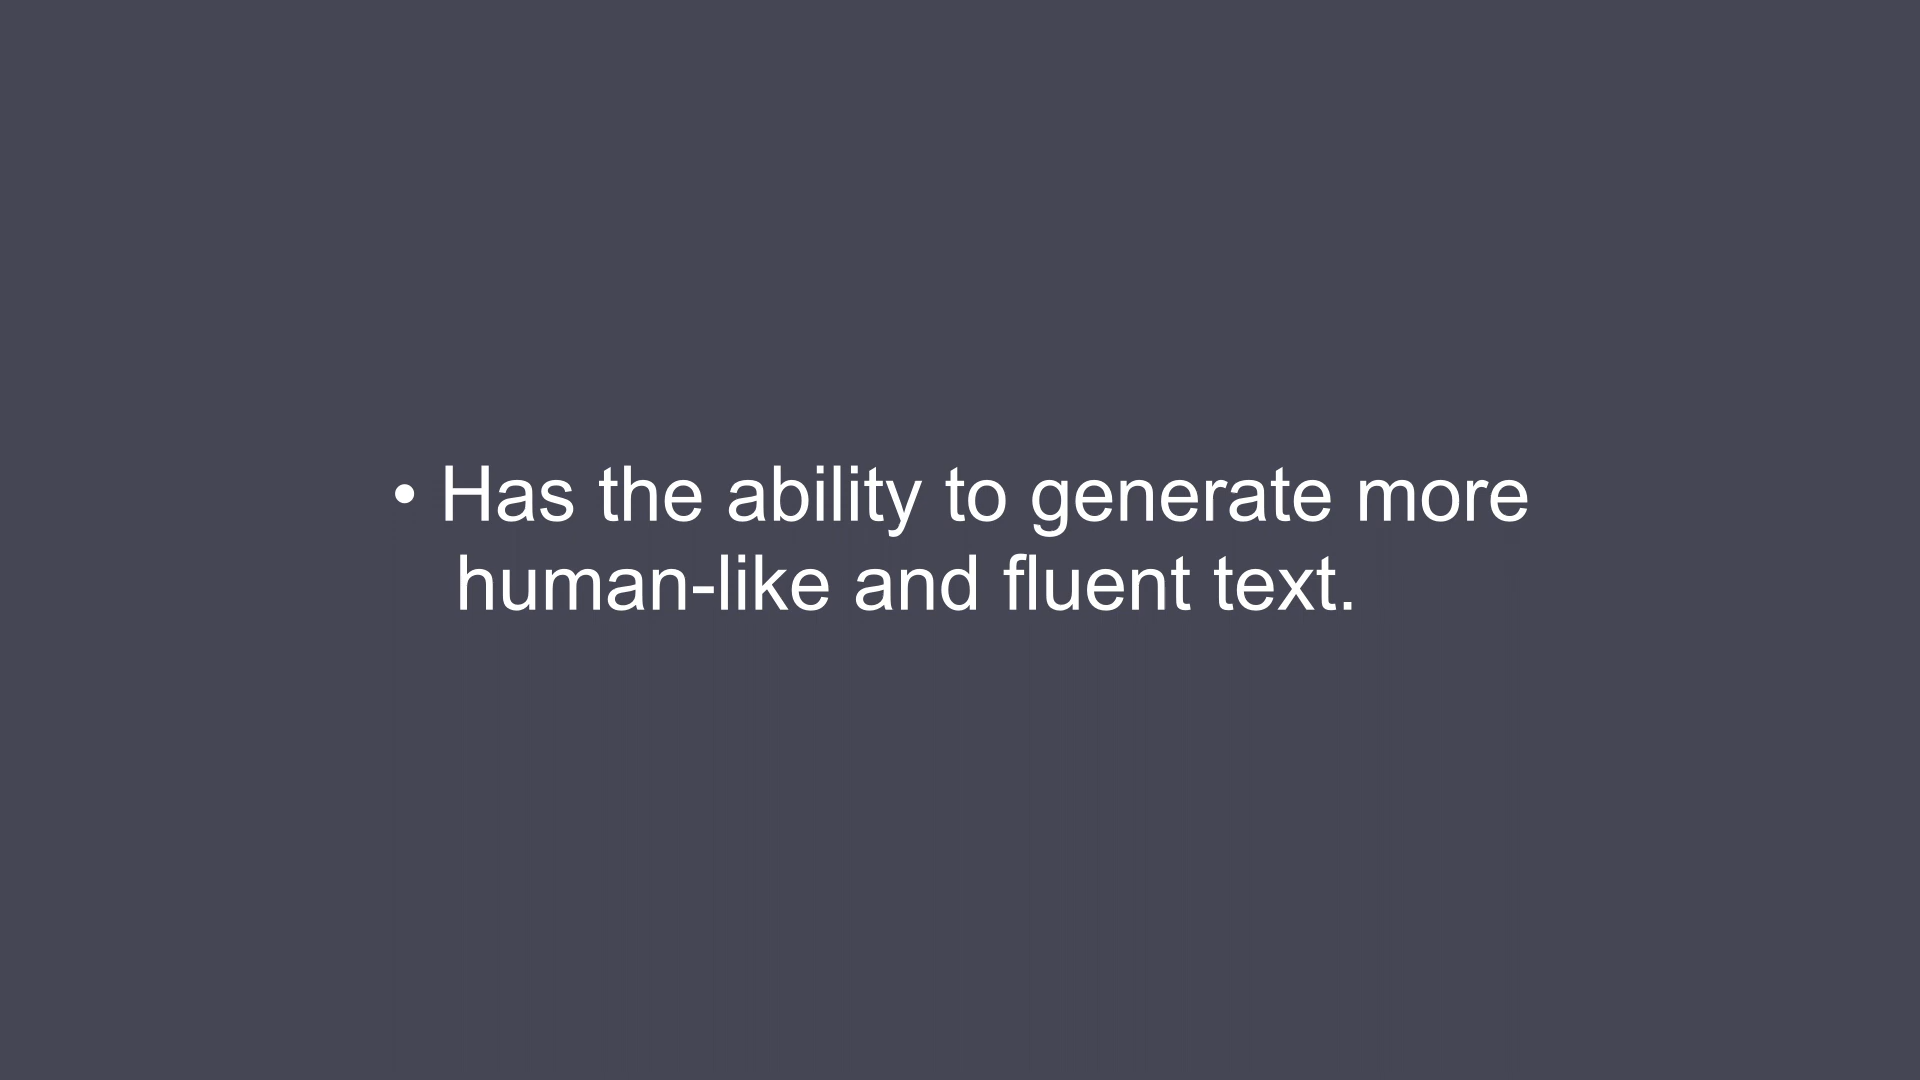 • Has the ability to generate more
human-like and fluent text.